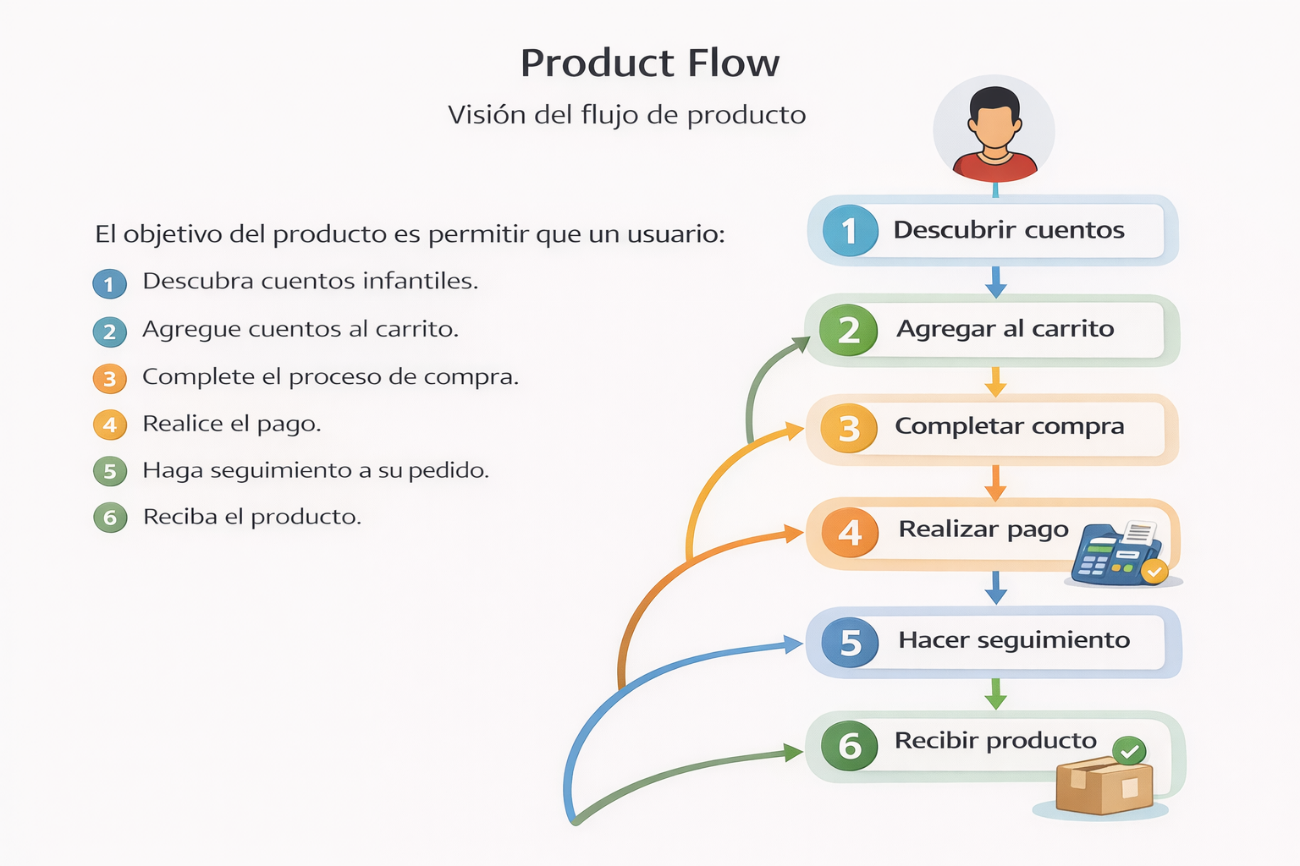 Product Flow
Visión del flujo de producto
El objetivo del producto es permitir que un usuario:
1 Descubra cuentos infantiles.
2 Agregue cuentos al carrito.
3 Complete el proceso de compra.
4 Realice el pago.
5 Haga seguimiento a su pedido.
6 Reciba el producto.
1 Descubrir cuentos
2 Agregar al carrito
3 Completar compra
4 Realizar pago
5 Hacer seguimiento
6 Recibir producto